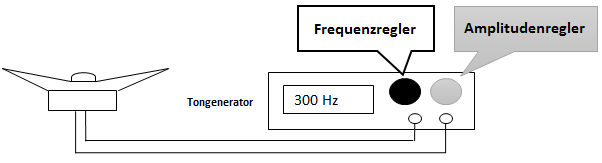 Frequenzregler
Amplitudenregler
Tongenerator
300 Hz